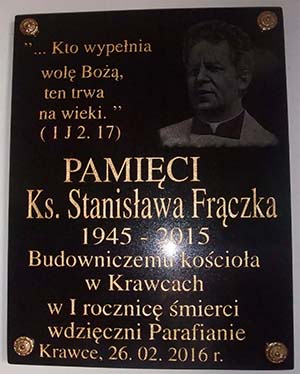 "... Kto wypełnia
wolę Bożą,
ten trwa
na wieki. "
( 1 J 2. 17)
PAMIĘCI
Ks. Stanisława Frączka
1945 - 2015
Budowniczemu kościoła
w Krawcach
w I rocznicę śmierci
wdzięczni Parafianie
Krawce, 26. 02. 2016 r.